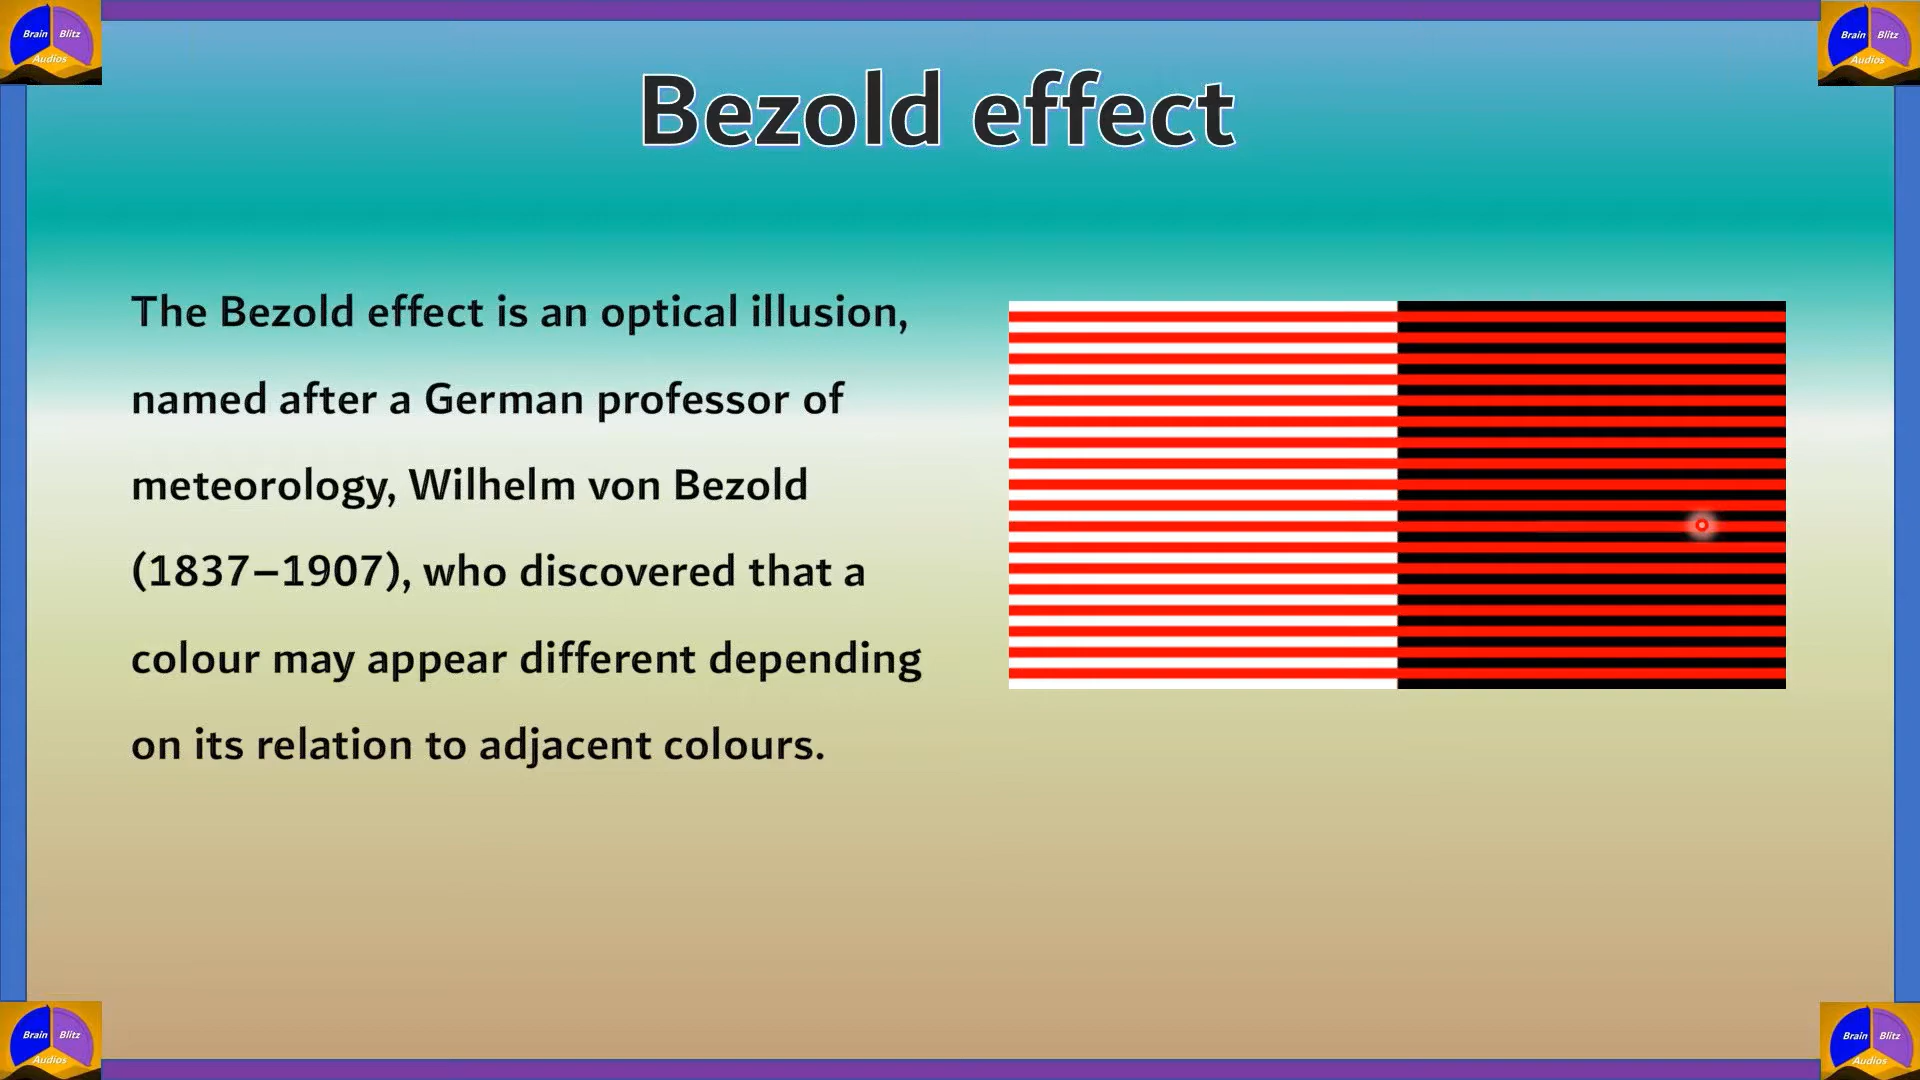 Brain Blitz
Audios
Brain Blitz
Audios
Bezold effect
The Bezold effect is an optical illusion,
named after a German professor of
meteorology, Wilhelm von Bezold
(1837–1907), who discovered that a
colour may appear different depending
on its relation to adjacent colours.
Brain Blitz
Audios
Brain Blitz
Audios